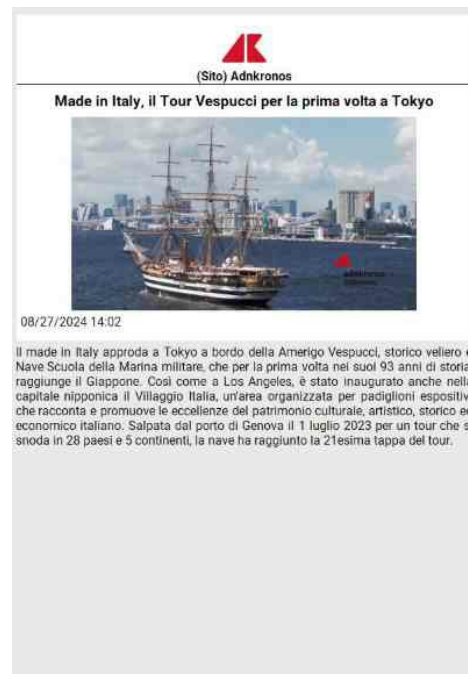 (Sito) Adnkronos
Made in Italy, il Tour Vespucci per la prima volta a Tokyo
adnkronos
08/27/2024 14:02
Il made in Italy approda a Tokyo a bordo della Amerigo Vespucci, storico veliero e
Nave Scuola della Marina militare, che per la prima volta nei suoi 93 anni di storia
raggiunge il Giappone. Così come a Los Angeles, è stato inaugurato anche nella
capitale nipponica il Villaggio Italia, un'area organizzata per padiglioni espositivi
che racconta e promuove le eccellenze del patrimonio culturale, artistico, storico ed
economico italiano. Salpata dal porto di Genova il 1 luglio 2023 per un tour che s
snoda in 28 paesi e 5 continenti, la nave ha raggiunto la 21esima tappa del tour.